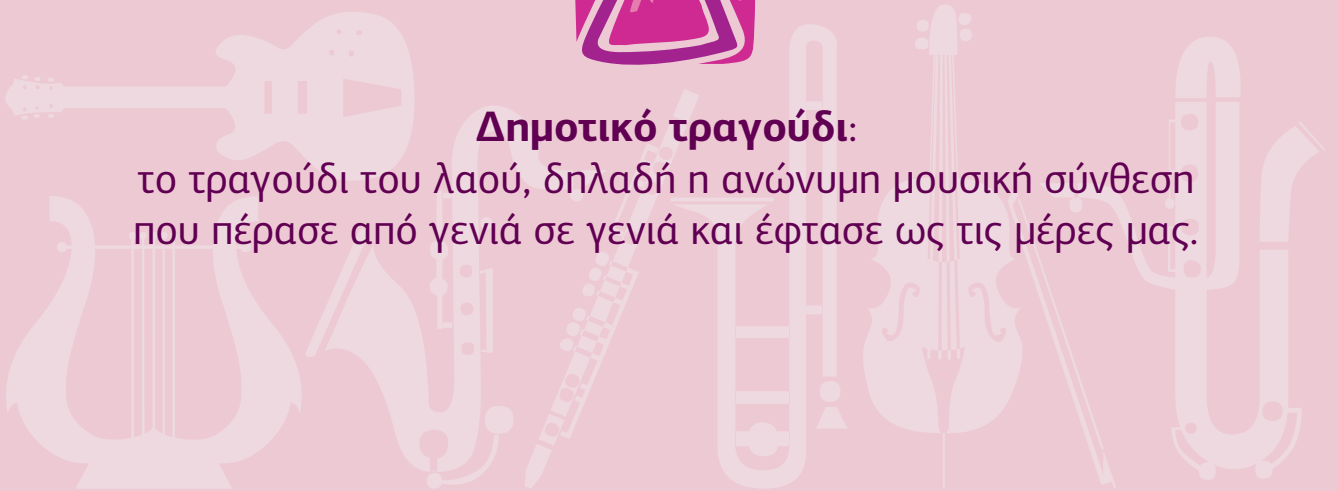 Δημοτικό τραγούδι:
το τραγούδι του λαού, δηλαδή η ανώνυμη μουσική σύνθεση
που πέρασε από γενιά σε γενιά και έφτασε ως τις μέρες μας.